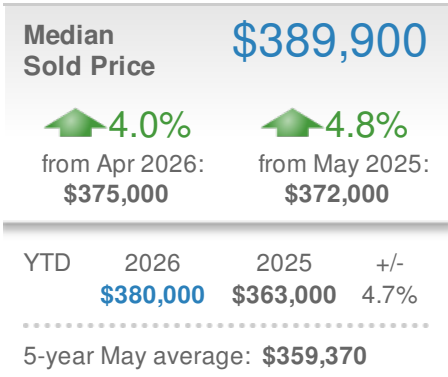 Median $389,900
Sold Price
4.0% 4.8%
from Apr 2026: from May 2025:
$375,000 $372,000
YTD 2026 2025 +/-
$380,000 $363,000 4.7%
5-year May average: $359,370